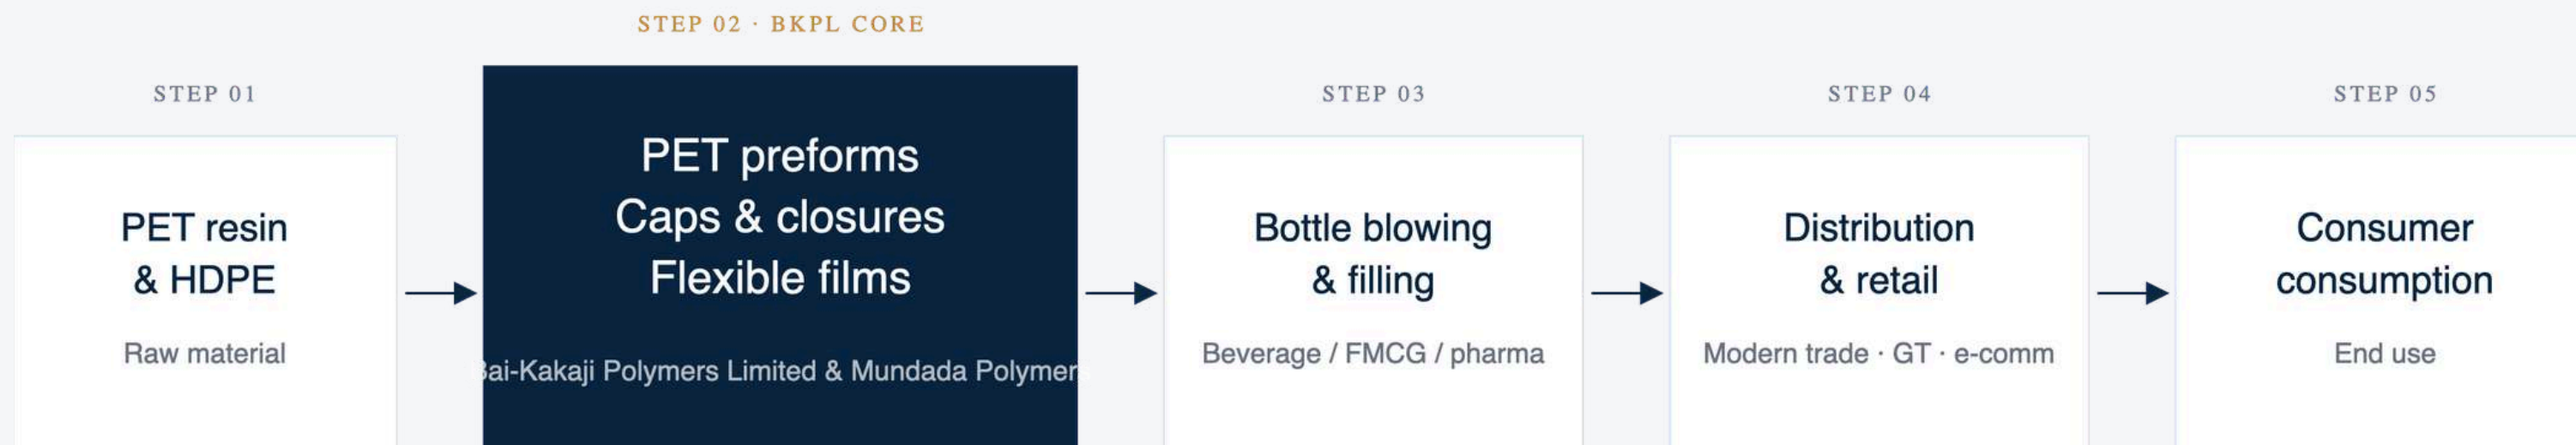 STEP 01
PET resin
& HDPE
Raw material
STEP 02 · BKPL CORE
PET preforms
Caps & closures
Flexible films
Bai-Kakaji Polymers Limited & Mundada Polymers
STEP 03
Bottle blowing
& filling
Beverage / FMCG / pharma
STEP 04
Distribution
& retail
Modern trade · GT · e-comm
STEP 05
Consumer
consumption
End use